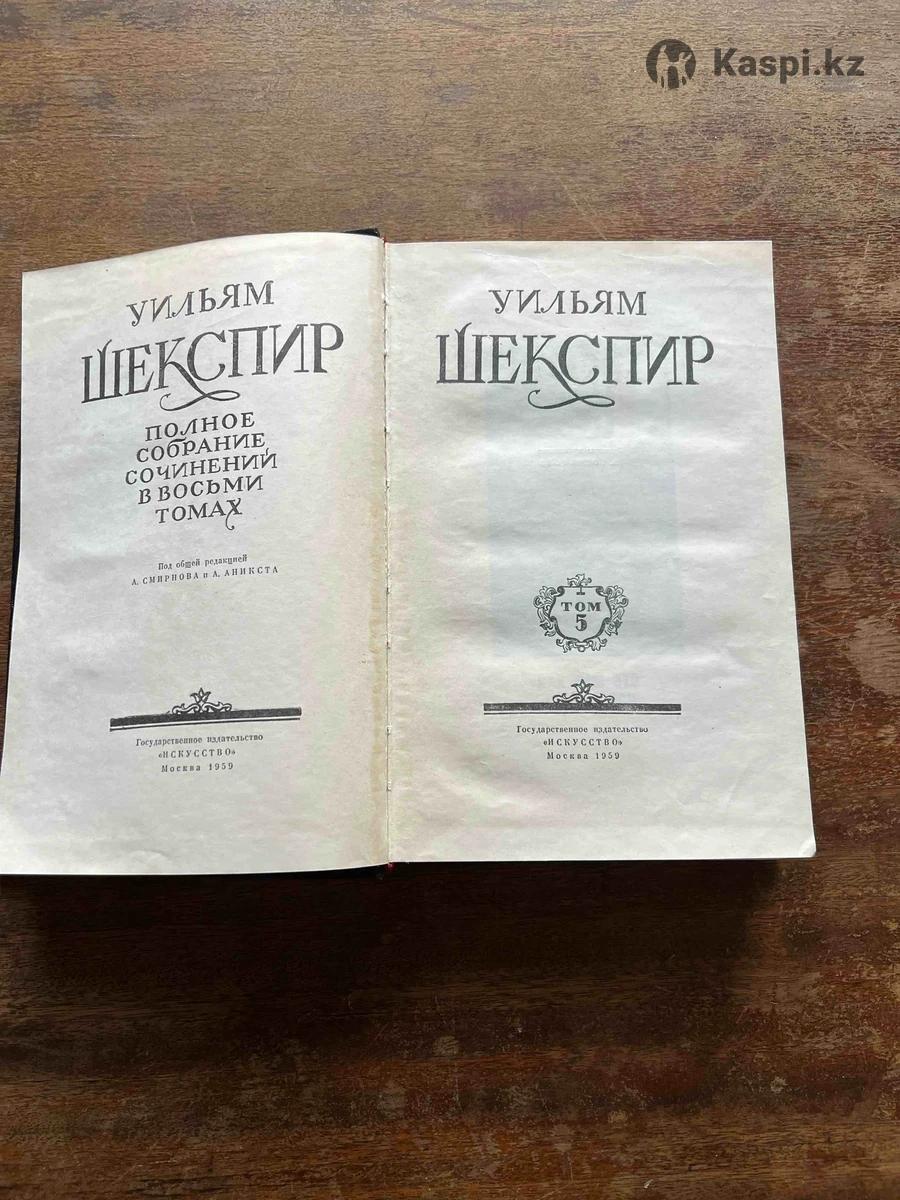 Kaspi.kz
УИЛЬЯМ
ШЕКСПИР
ПОЛНОЕ
СОБРАНИЕ
СОЧИНЕНИЙ
В ВОСЬМИ
ТОМАХ
Под общей редакцией
А. СМИРНОВА и А. АНИКСТА
Государственное издательство
«ИСКУССТВО»
Москва 1959
УИЛЬЯМ
ШЕКСПИР
ТОМ
5
Государственное издательство
«ИСКУССТВО»
Москва 1959